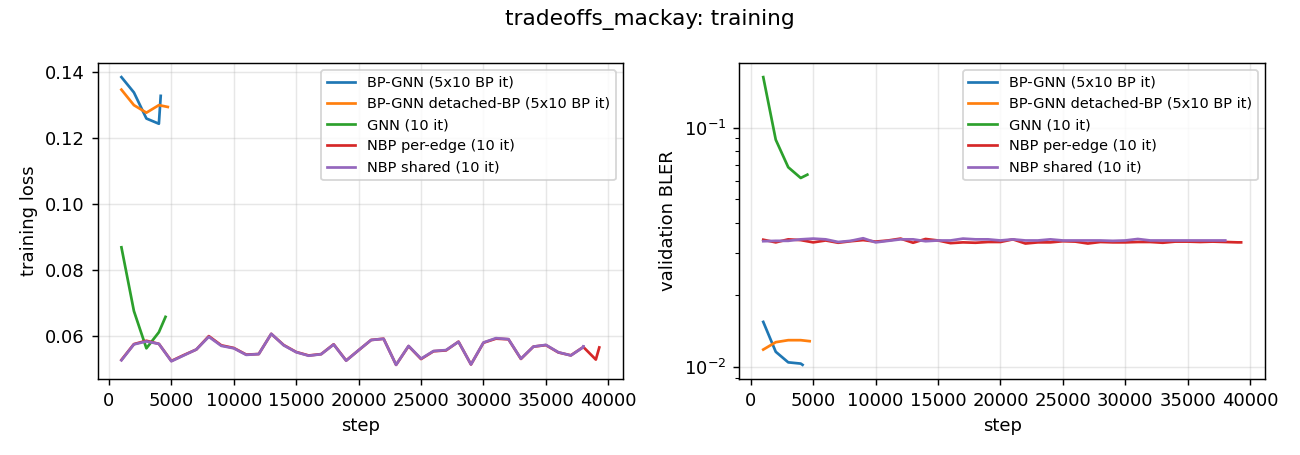 tradeoffs_mackay: training
training loss
0.14
0.12
0.10
0.08
0.06
BP-GNN (5x10 BP it)
BP-GNN detached-BP (5x10 BP it)
GNN (10 it)
NBP per-edge (10 it)
NBP shared (10 it)
0 5000 10000 15000 20000 25000 30000 35000 40000
step
validation BLER
10⁻¹
10⁻²
BP-GNN (5x10 BP it)
BP-GNN detached-BP (5x10 BP it)
GNN (10 it)
NBP per-edge (10 it)
NBP shared (10 it)
0 5000 10000 15000 20000 25000 30000 35000 40000
step